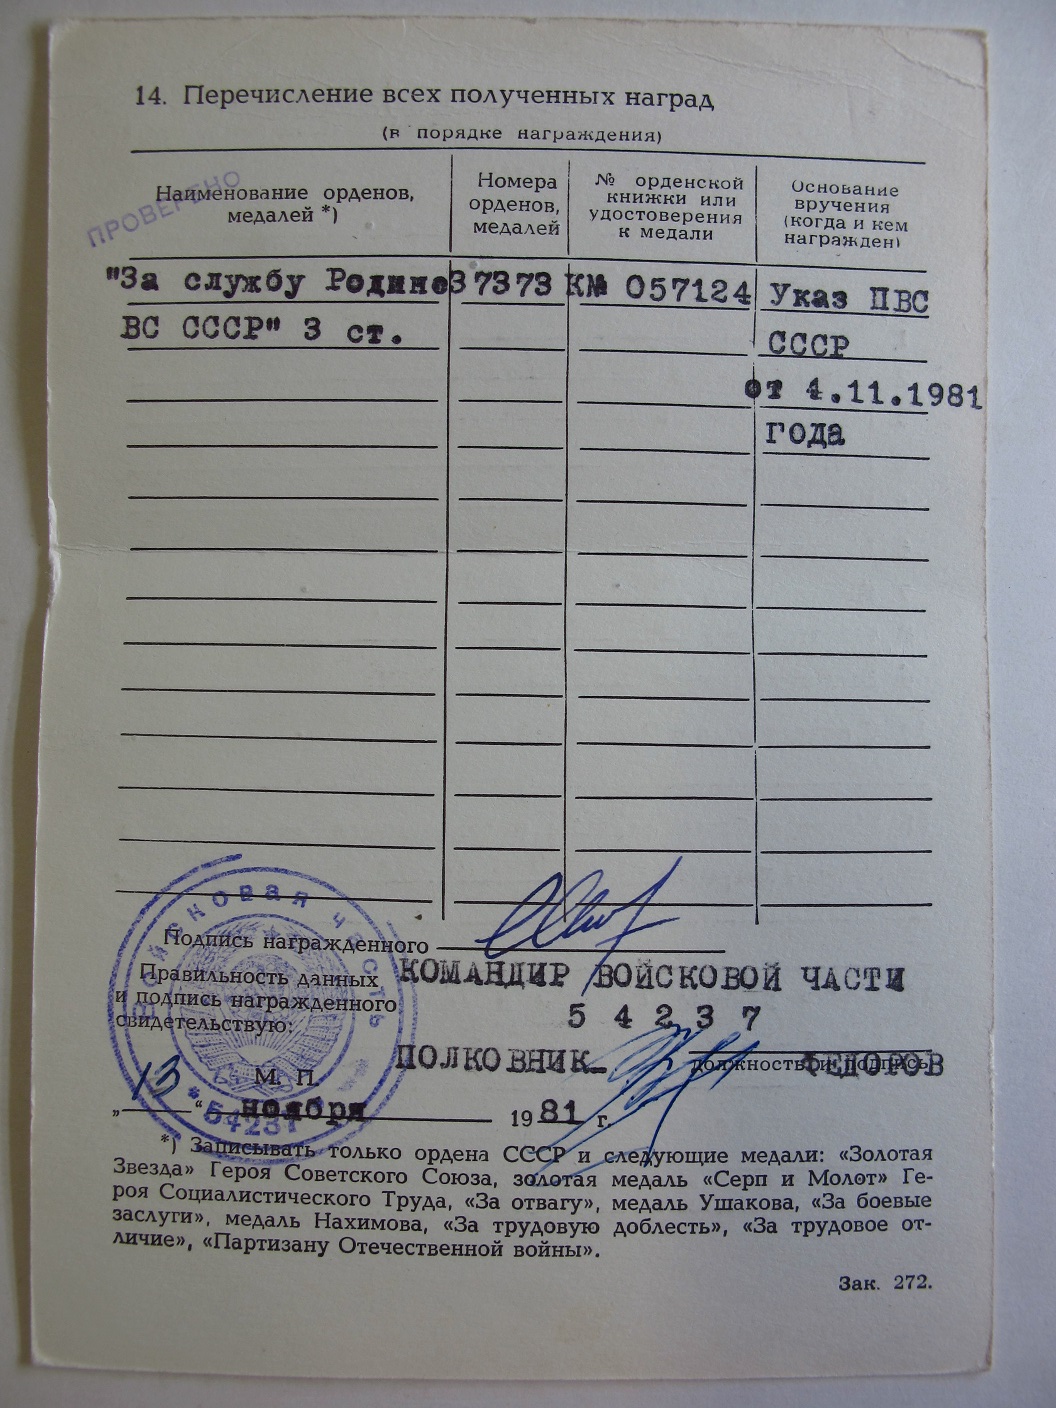 14. Перечисление всех полученных наград
(в порядке награждения)
ПРОВЕРЕНО
Наименование орденов,
медалей *)
Номера
орденов,
медалей
№ орденской
книжки или
удостоверения
к медали
Основание
вручения
(когда и кем
награжден)
"За службу Родине 37373 КМ 057124 Указ ПВС
ВС СССР" 3 ст. СССР
от 4.11.1981
года
Подпись награжденного
Правильность данных
и подпись награжденного
свидетельствую:
КОМАНДИР ВОЙСКОВОЙ ЧАСТИ
5 4 2 3 7
ПОЛКОВНИК ФЕДОРОВ
должность и подпись
М. П.
„13“ ноября 1981 г.
Войсковая часть
*54237
*) Записывать только ордена СССР и следующие медали: «Золотая
Звезда» Героя Советского Союза, золотая медаль «Серп и Молот» Ге-
роя Социалистического Труда, «За отвагу», медаль Ушакова, «За боевые
заслуги», медаль Нахимова, «За трудовую доблесть», «За трудовое от-
личие», «Партизану Отечественной войны».
Зак. 272.